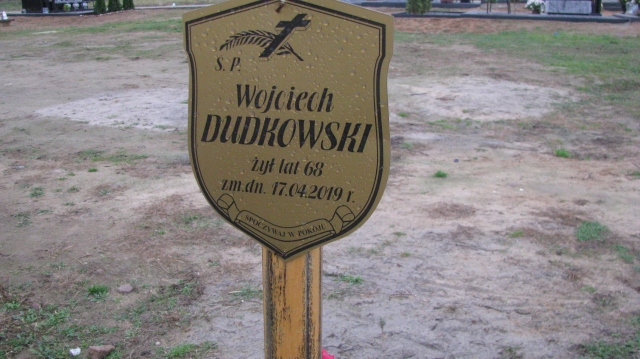 Ś. P.
Wojciech
DUDKOWSKI
żył lat 68
zm.dn. 17.04.2019 r.
SPOCZYWAJ W POKOJU